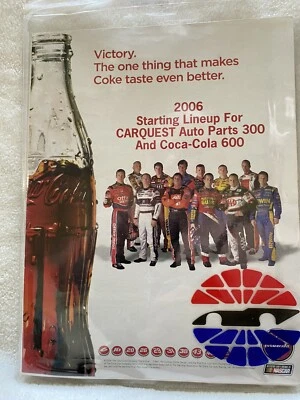 Victory.
The one thing that makes
Coke taste even better.
2006
Starting Lineup For
CARQUEST Auto Parts 300
And Coca-Cola 600
NASCAR